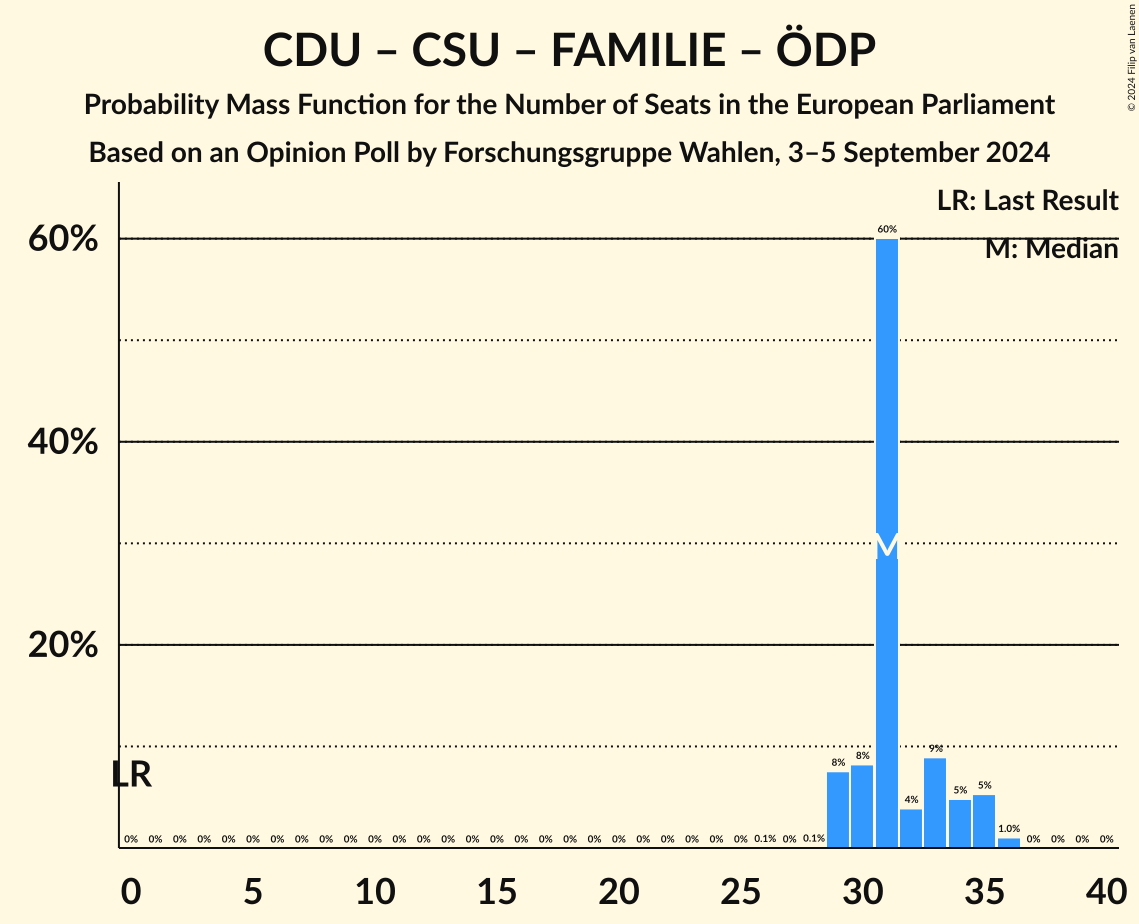 CDU – CSU – FAMILIE – ÖDP
Probability Mass Function for the Number of Seats in the European Parliament
Based on an Opinion Poll by Forschungsgruppe Wahlen, 3–5 September 2024
© 2024 Filip van Laenen
LR: Last Result
M: Median
60%
40%
20%
60%
M
LR
0% 0% 0% 0% 0% 0% 0% 0% 0% 0% 0% 0% 0% 0% 0% 0% 0% 0% 0% 0% 0% 0% 0% 0% 0% 0% 0.1% 0% 0.1% 8% 8% 4% 9% 5% 5% 1.0% 0% 0% 0% 0%
0 5 10 15 20 25 30 35 40